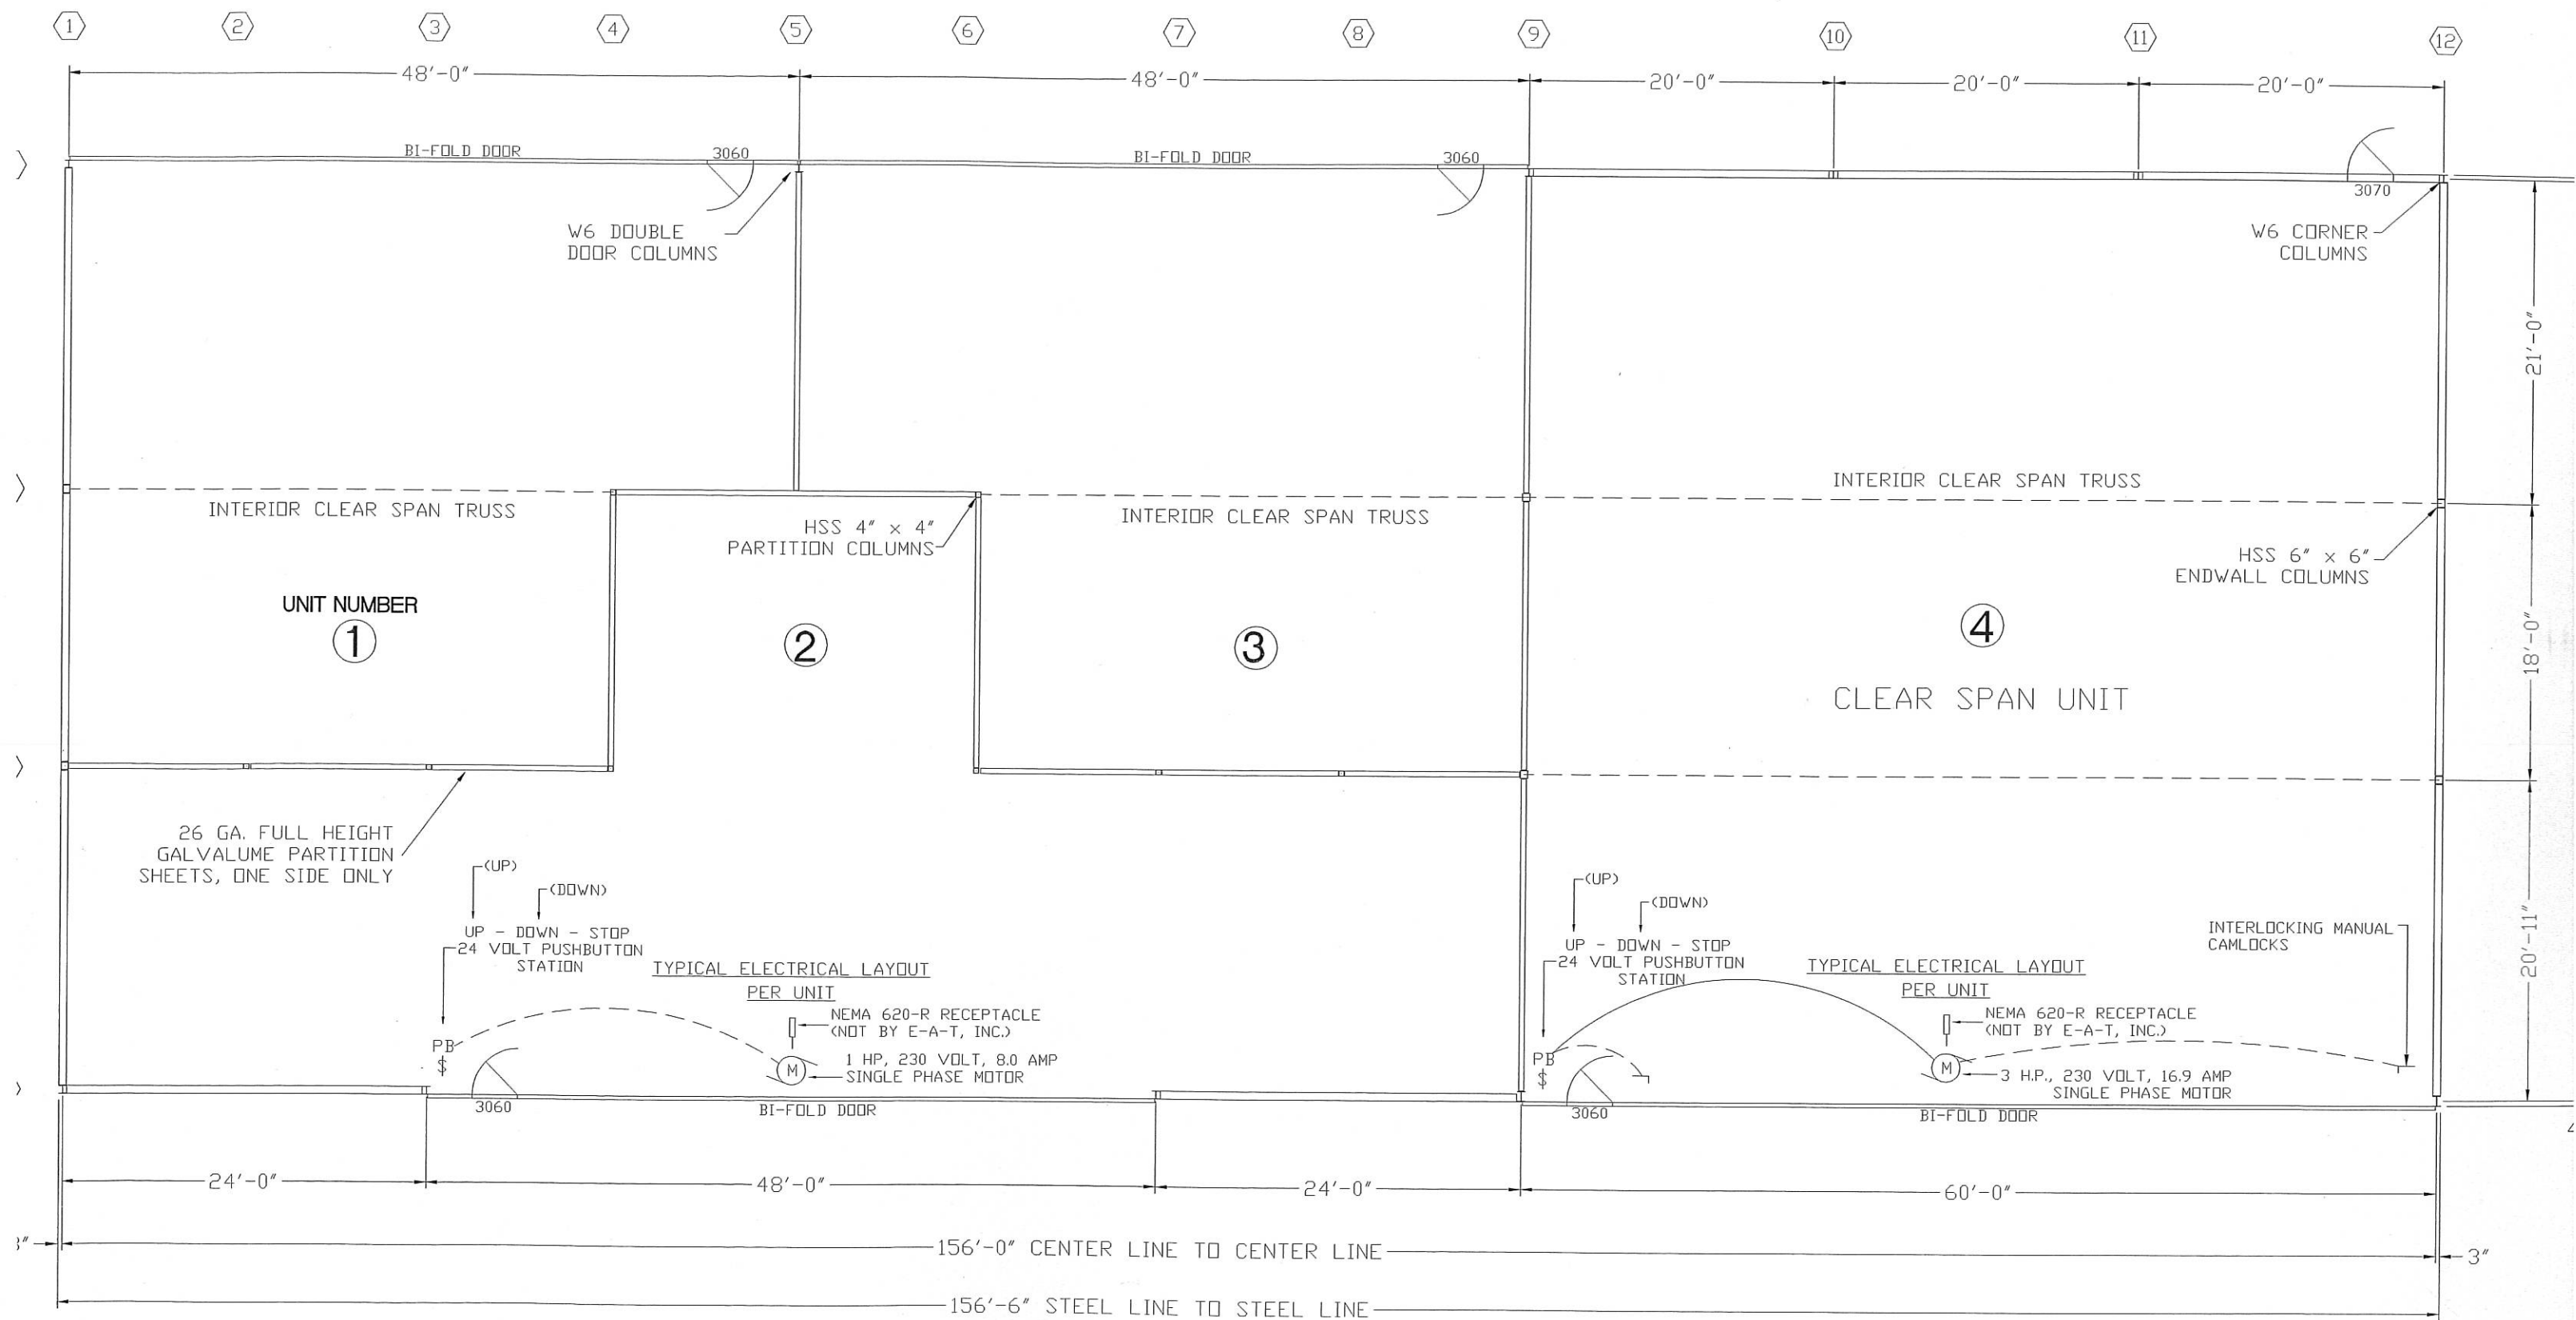 1 2 3 4 5 6 7 8 9 10 11 12
48'-0" 48'-0" 20'-0" 20'-0" 20'-0"
BI-FOLD DOOR 3060 BI-FOLD DOOR 3060
3070
W6 DOUBLE
DOOR COLUMNS
W6 CORNER
COLUMNS
21'-0"
INTERIOR CLEAR SPAN TRUSS
INTERIOR CLEAR SPAN TRUSS
INTERIOR CLEAR SPAN TRUSS
HSS 4" x 4"
PARTITION COLUMNS
HSS 6" x 6"
ENDWALL COLUMNS
UNIT NUMBER
1
2
3
4
CLEAR SPAN UNIT
18'-0"
26 GA. FULL HEIGHT
GALVALUME PARTITION
SHEETS, ONE SIDE ONLY
(UP)
(DOWN)
UP - DOWN - STOP
24 VOLT PUSHBUTTON
STATION
TYPICAL ELECTRICAL LAYOUT
PER UNIT
NEMA 620-R RECEPTACLE
(NOT BY E-A-T, INC.)
PB
$
M
1 HP, 230 VOLT, 8.0 AMP
SINGLE PHASE MOTOR
3060
BI-FOLD DOOR
(UP)
(DOWN)
UP - DOWN - STOP
24 VOLT PUSHBUTTON
STATION
TYPICAL ELECTRICAL LAYOUT
PER UNIT
NEMA 620-R RECEPTACLE
(NOT BY E-A-T, INC.)
PB
$
M
3 H.P., 230 VOLT, 16.9 AMP
SINGLE PHASE MOTOR
INTERLOCKING MANUAL
CAMLOCKS
20'-11"
3060
BI-FOLD DOOR
24'-0" 48'-0" 24'-0" 60'-0"
156'-0" CENTER LINE TO CENTER LINE
3"
156'-6" STEEL LINE TO STEEL LINE